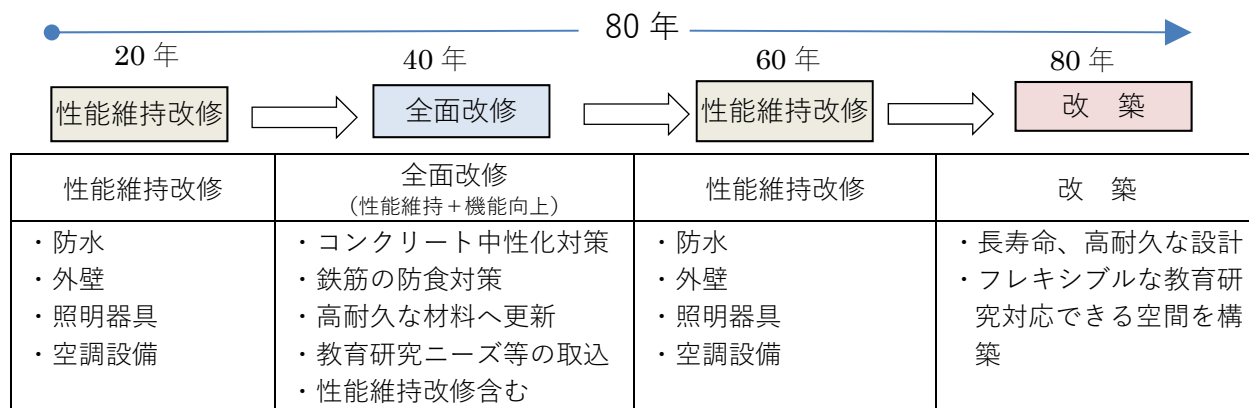 80 年
20 年
40 年
60 年
80 年
性能維持改修
全面改修
性能維持改修
改　築
性能維持改修
全面改修
（性能維持＋機能向上）
性能維持改修
改　築
・防水
・外壁
・照明器具
・空調設備
・コンクリート中性化対策
・鉄筋の防食対策
・高耐久な材料へ更新
・教育研究ニーズ等の取込
・性能維持改修含む
・防水
・外壁
・照明器具
・空調設備
・長寿命、高耐久な設計
・フレキシブルな教育研
究対応できる空間を構
築